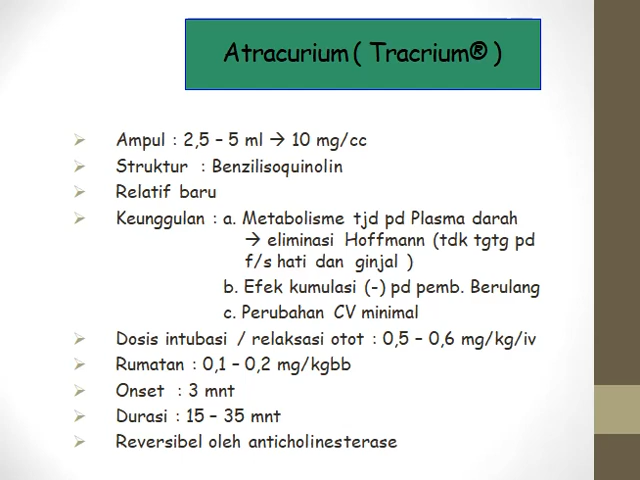 Atracurium ( Tracrium® )
Ampul : 2,5 – 5 ml → 10 mg/cc
Struktur : Benzilisoquinolin
Relatif baru
Keunggulan : a. Metabolisme tjd pd Plasma darah
→ eliminasi Hoffmann (tdk tgtg pd
f/s hati dan ginjal )
b. Efek kumulasi (-) pd pemb. Berulang
c. Perubahan CV minimal
Dosis intubasi / relaksasi otot : 0,5 – 0,6 mg/kg/iv
Rumatan : 0,1 – 0,2 mg/kgbb
Onset : 3 mnt
Durasi : 15 – 35 mnt
Reversibel oleh anticholinesterase